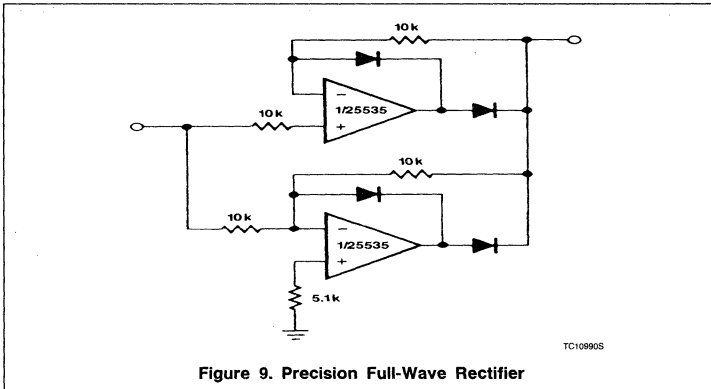 10k
−
1/25535
+
10k
10k
10k
−
1/25535
+
5.1k
TC10990S
Figure 9. Precision Full-Wave Rectifier